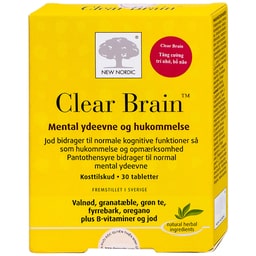 NEW NORDIC
Clear Brain
Tăng cường
trí nhớ, bổ não
Clear Brain™
Mental ydeevne og hukommelse
Jod bidrager til normale kognitive funktioner så
som hukommelse og opmærksomhed
Pantothensyre bidrager til normal
mental ydeevne
Kosttilskud • 30 tabletter
FREMSTILLET I SVERIGE
Valnød, granatæble, grøn te,
fyrrebark, oregano
plus B-vitaminer og jod
natural herbal
ingredients